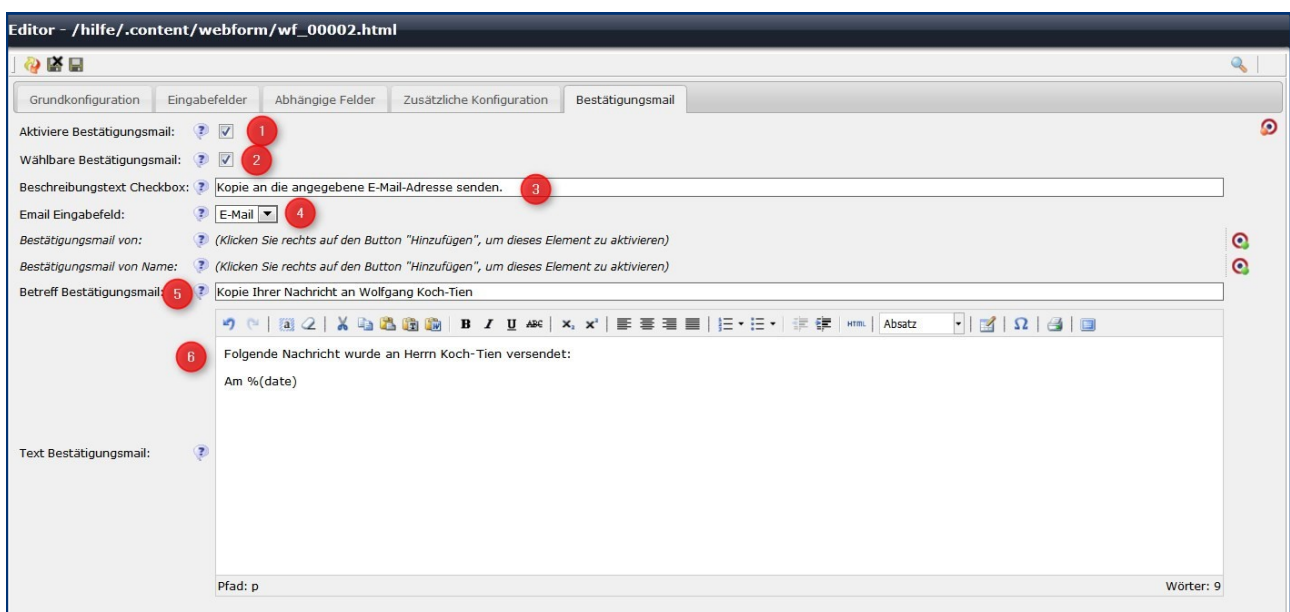 Editor - /hilfe/.content/webform/wf_00002.html
Grundkonfiguration Eingabefelder Abhängige Felder Zusätzliche Konfiguration Bestätigungsmail
Aktiviere Bestätigungsmail: ? 1
Wählbare Bestätigungsmail: ? 2
Beschreibungstext Checkbox: ? Kopie an die angegebene E-Mail-Adresse senden. 3
Email Eingabefeld: ? E-Mail 4
Bestätigungsmail von: ? (Klicken Sie rechts auf den Button "Hinzufügen", um dieses Element zu aktivieren)
Bestätigungsmail von Name: ? (Klicken Sie rechts auf den Button "Hinzufügen", um dieses Element zu aktivieren)
Betreff Bestätigungsmail: 5 ? Kopie Ihrer Nachricht an Wolfgang Koch-Tien
B I U ABC x₂ x² HTML Absatz Ω
6 Folgende Nachricht wurde an Herrn Koch-Tien versendet:
Am %(date)
Text Bestätigungsmail: ?
Pfad: p Wörter: 9